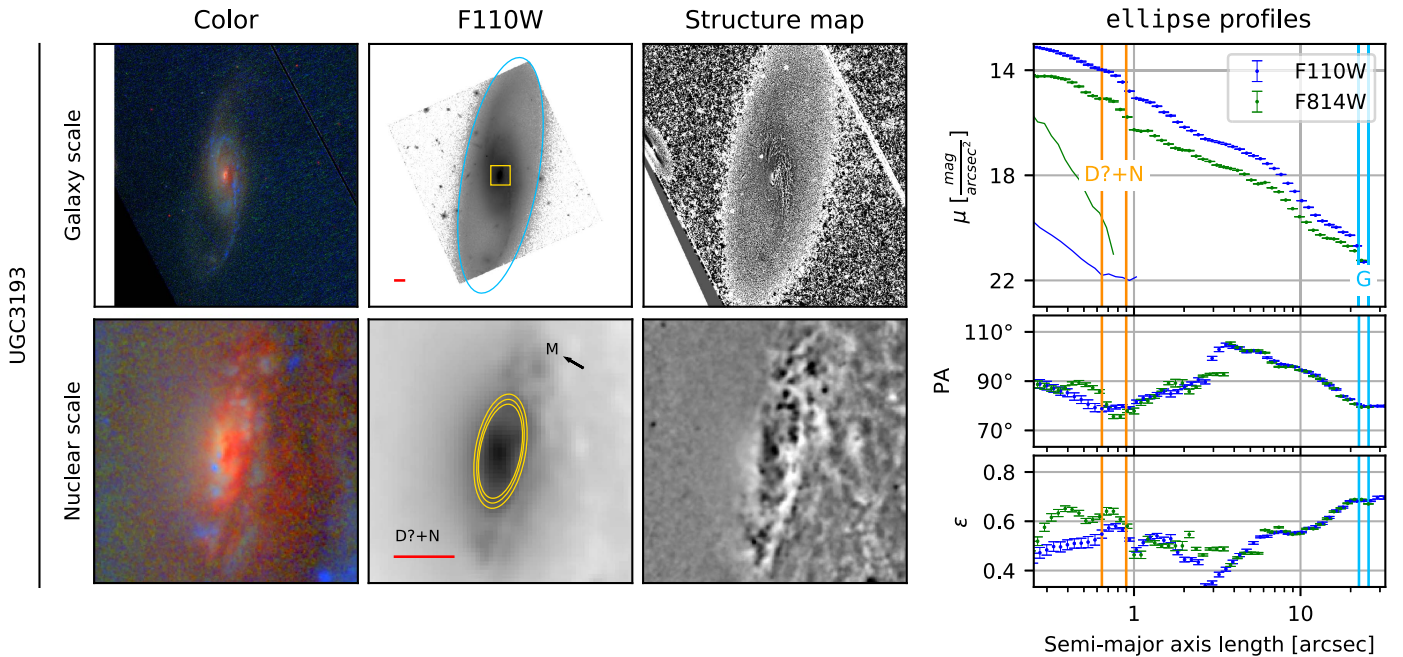 Color
F110W
Structure map
ellipse profiles
UGC3193
Galaxy scale
Nuclear scale
M
D?+N
14
18
22
μ [mag/arcsec²]
F110W
F814W
D?+N
G
110°
90°
70°
PA
0.8
0.6
0.4
ε
1
10
Semi-major axis length [arcsec]